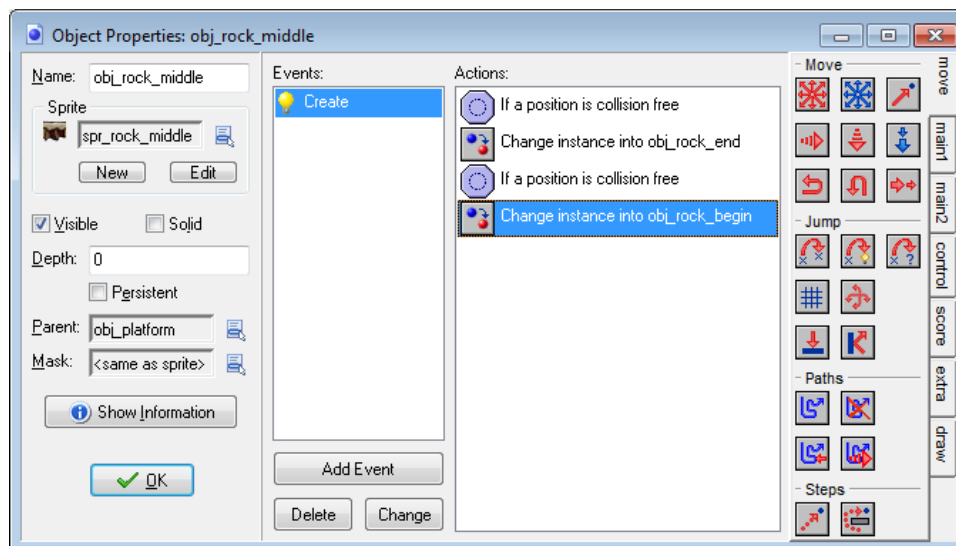 Object Properties: obj_rock_middle
Name: obj_rock_middle
Sprite
spr_rock_middle
New Edit
Visible Solid
Depth: 0
Persistent
Parent: obj_platform
Mask: <same as sprite>
Show Information
OK
Events:
Create
Add Event
Delete Change
Actions:
If a position is collision free
Change instance into obj_rock_end
If a position is collision free
Change instance into obj_rock_begin
Move
Jump
Paths
Steps
move
main1
main2
control
score
extra
draw